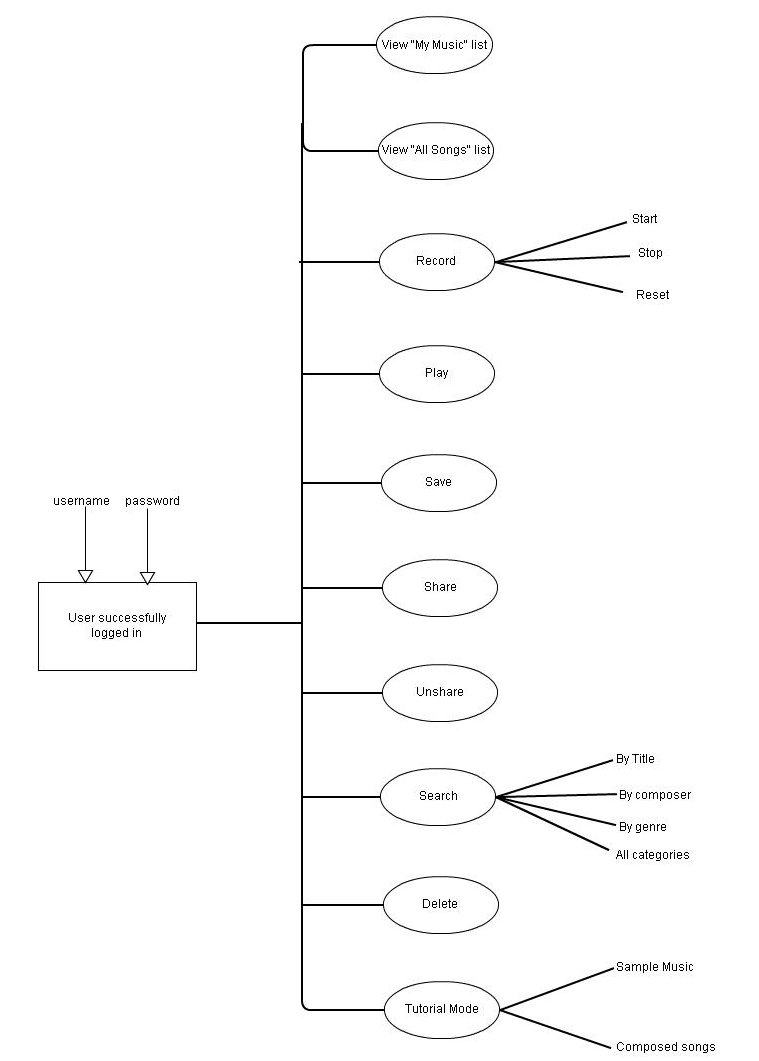 View "My Music" list
View "All Songs" list
Start
Record
Stop
Reset
Play
Save
username
password
Share
User successfully
logged in
Unshare
By Title
Search
By composer
By genre
All categories
Delete
Sample Music
Tutorial Mode
Composed songs